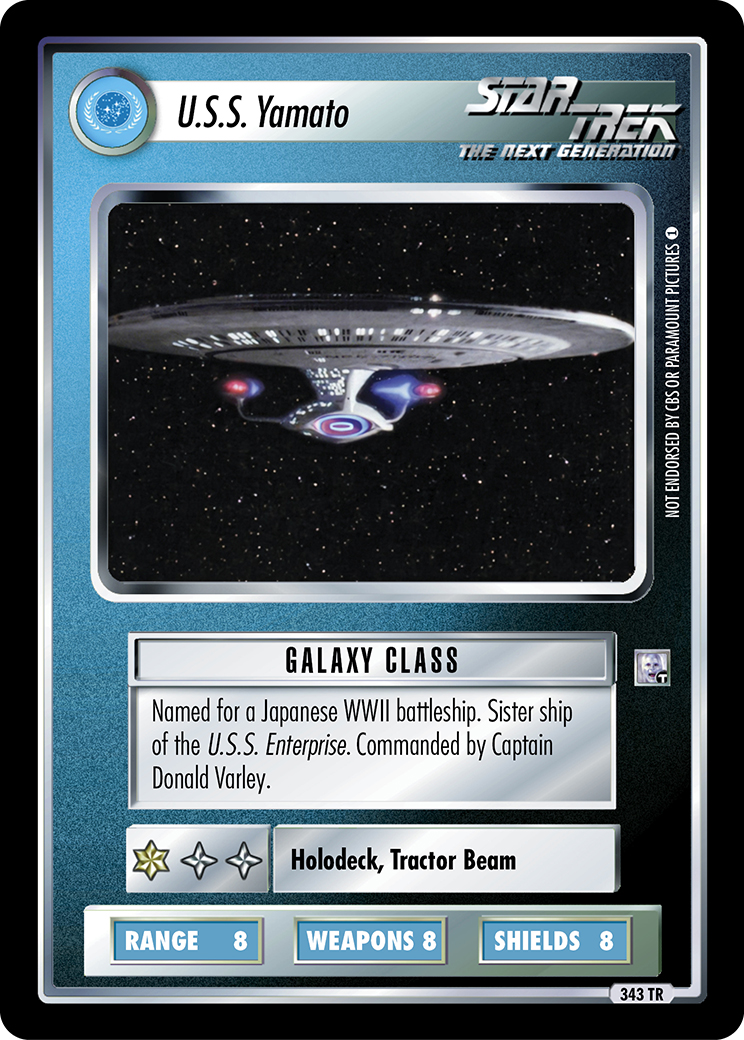 U.S.S. Yamato
STAR TREK
THE NEXT GENERATION
NOT ENDORSED BY CBS OR PARAMOUNT PICTURES 1
GALAXY CLASS
T
Named for a Japanese WWII battleship. Sister ship
of the U.S.S. Enterprise. Commanded by Captain
Donald Varley.
Holodeck, Tractor Beam
RANGE 8
WEAPONS 8
SHIELDS 8
343 TR